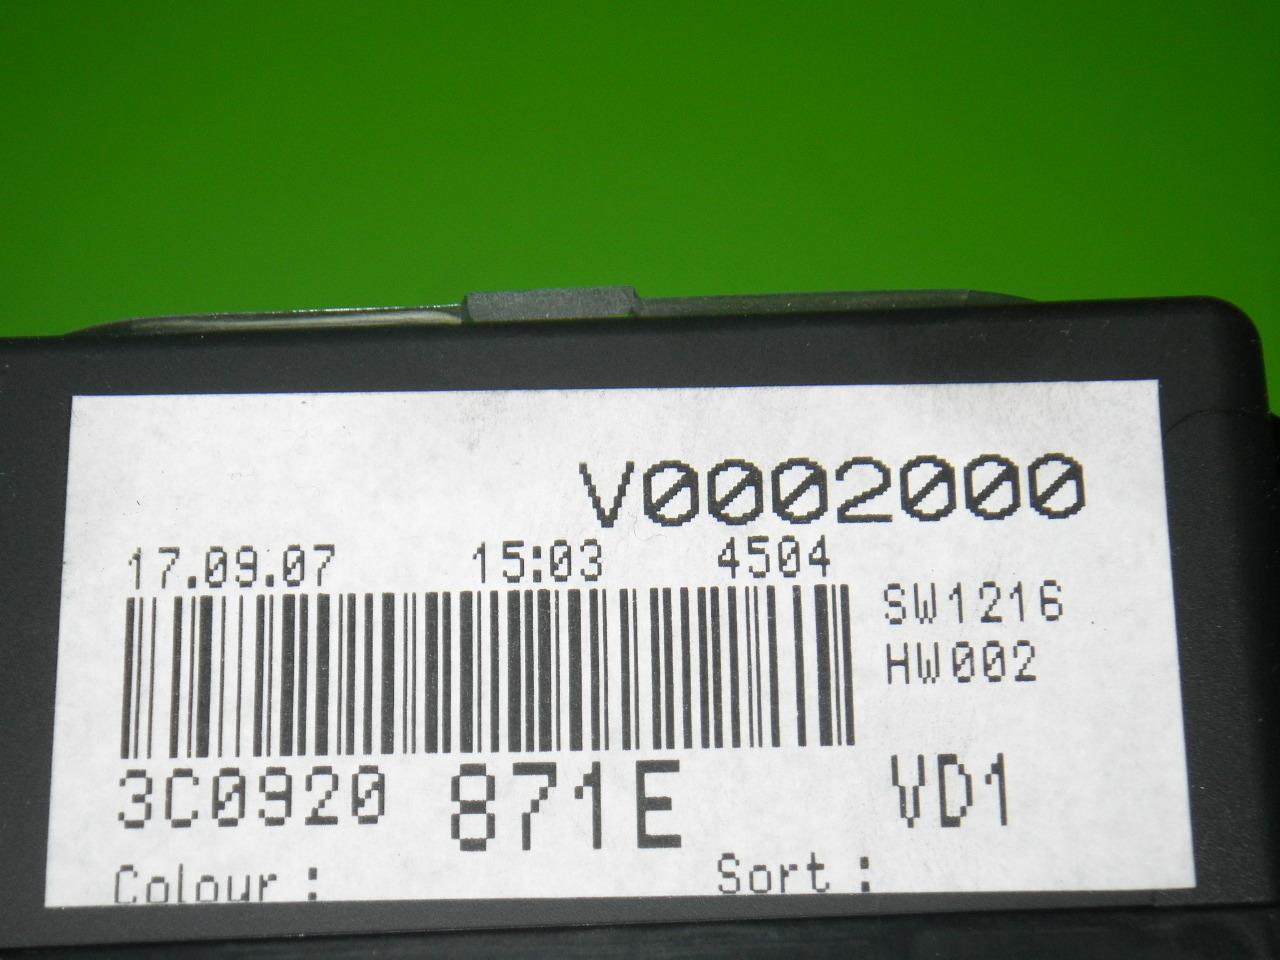 V0002000
17.09.07 15:03 4504
SW1216
HW002
3C0920 871E VD1
Colour : Sort :